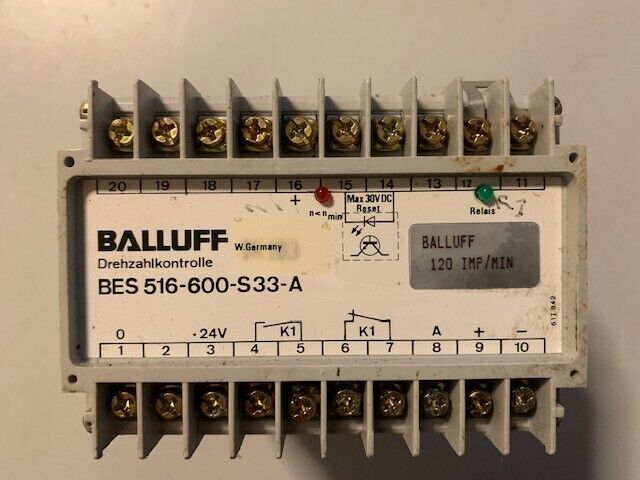 20 19 18 17 16 15 14 13 12 11
+ n<n min Max 30V DC Relais
Reset
BALLUFF W.Germany
Drehzahlkontrolle
BES 516-600-S33-A
BALLUFF
120 IMP/MIN
617 842
0 +24V K1 K1 A + −
1 2 3 4 5 6 7 8 9 10